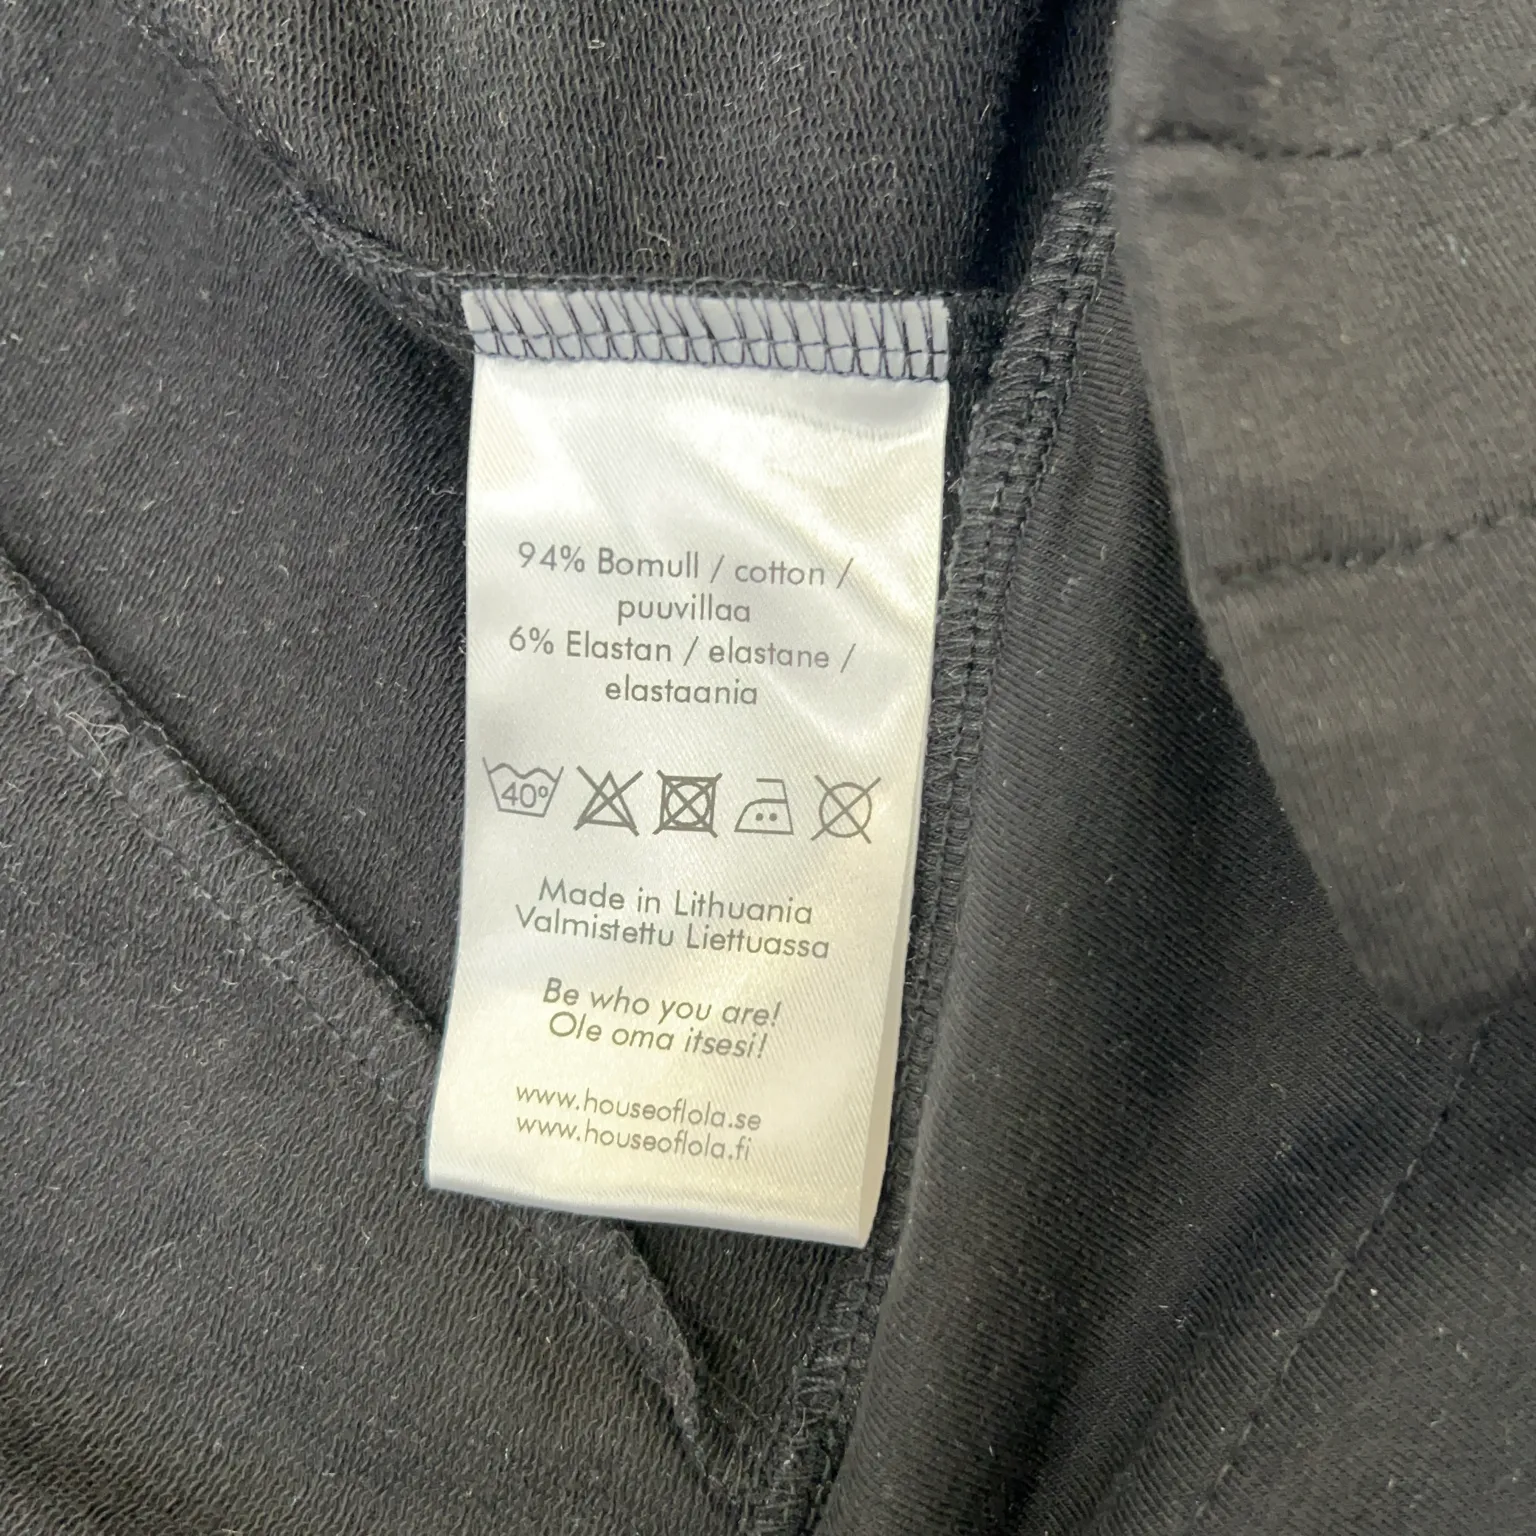 94% Bomull / cotton /
puuvillaa
6% Elastan / elastane /
elastaania
40°
Made in Lithuania
Valmistettu Liettuassa
Be who you are!
Ole oma itsesi!
www.houseoflola.se
www.houseoflola.fi